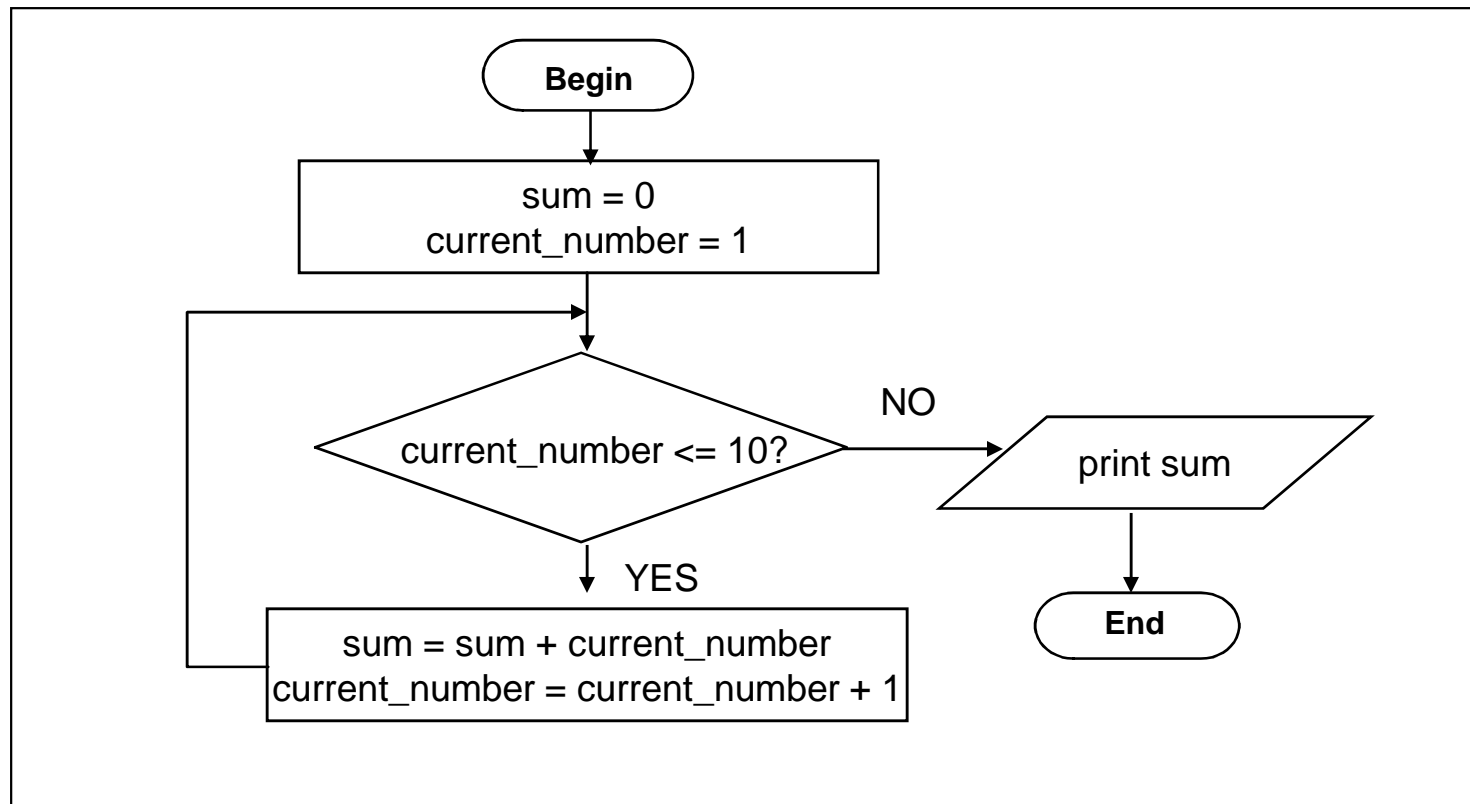 Begin
sum = 0
current_number = 1
current_number <= 10?
NO
print sum
YES
sum = sum + current_number
current_number = current_number + 1
End